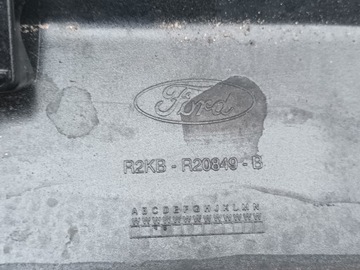 Ford
R2KB - R20849 - B
A B C D E F G H J K L M N